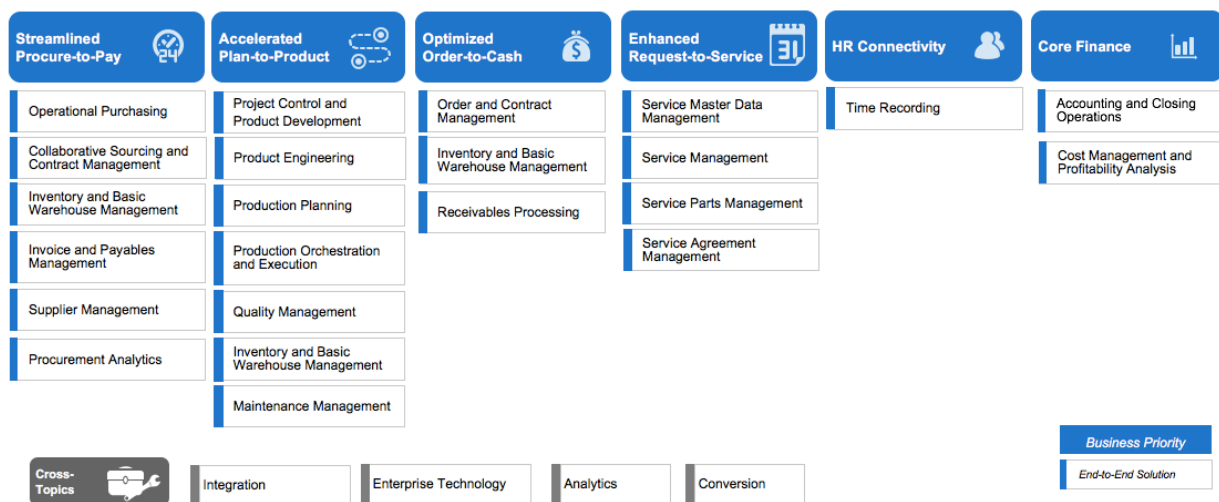 Streamlined
Procure-to-Pay
24
Accelerated
Plan-to-Product
Optimized
Order-to-Cash
$
Enhanced
Request-to-Service
31
HR Connectivity
Core Finance
Operational Purchasing
Collaborative Sourcing and
Contract Management
Inventory and Basic
Warehouse Management
Invoice and Payables
Management
Supplier Management
Procurement Analytics
Project Control and
Product Development
Product Engineering
Production Planning
Production Orchestration
and Execution
Quality Management
Inventory and Basic
Warehouse Management
Maintenance Management
Order and Contract
Management
Inventory and Basic
Warehouse Management
Receivables Processing
Service Master Data
Management
Service Management
Service Parts Management
Service Agreement
Management
Time Recording
Accounting and Closing
Operations
Cost Management and
Profitability Analysis
Business Priority
End-to-End Solution
Cross-
Topics
Integration
Enterprise Technology
Analytics
Conversion